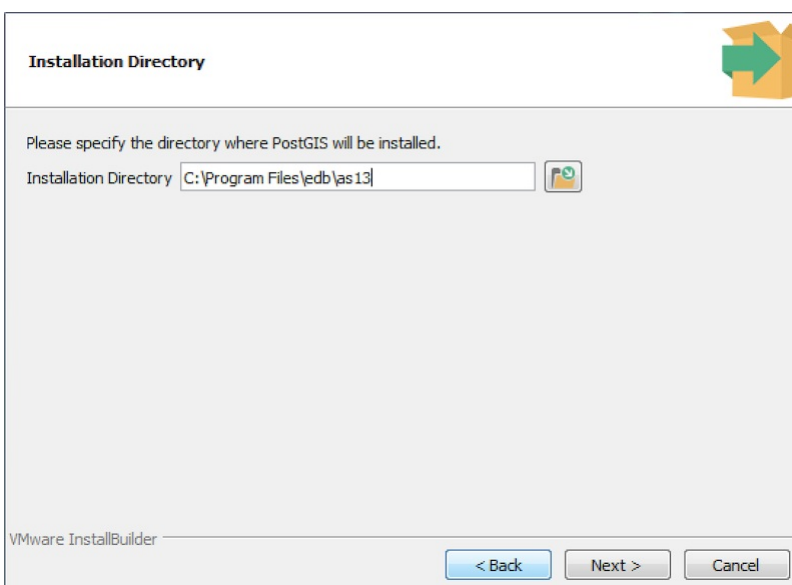 Installation Directory
Please specify the directory where PostGIS will be installed.
Installation Directory C:\Program Files\edb\as13
VMware InstallBuilder
< Back Next > Cancel